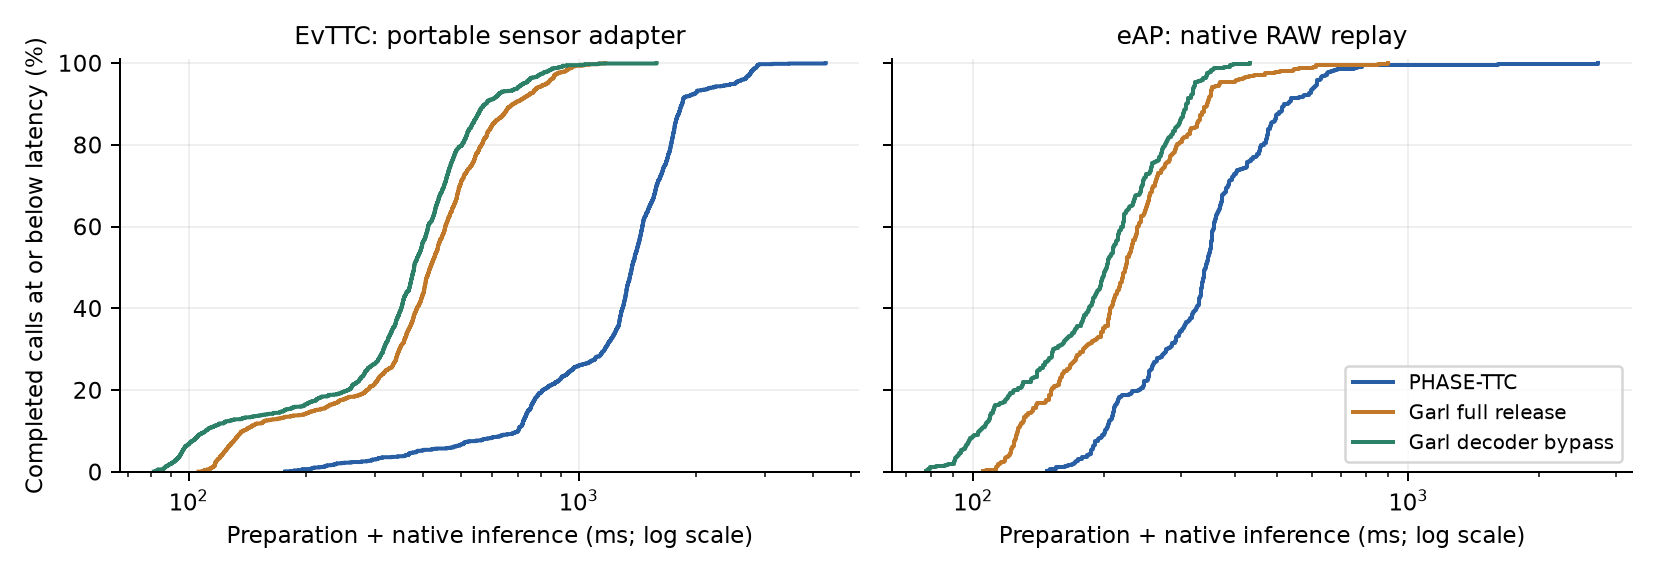 EvTTC: portable sensor adapter
eAP: native RAW replay
Completed calls at or below latency (%)
100
80
60
40
20
0
10²
10³
10²
10³
PHASE-TTC
Garl full release
Garl decoder bypass
Preparation + native inference (ms; log scale)
Preparation + native inference (ms; log scale)